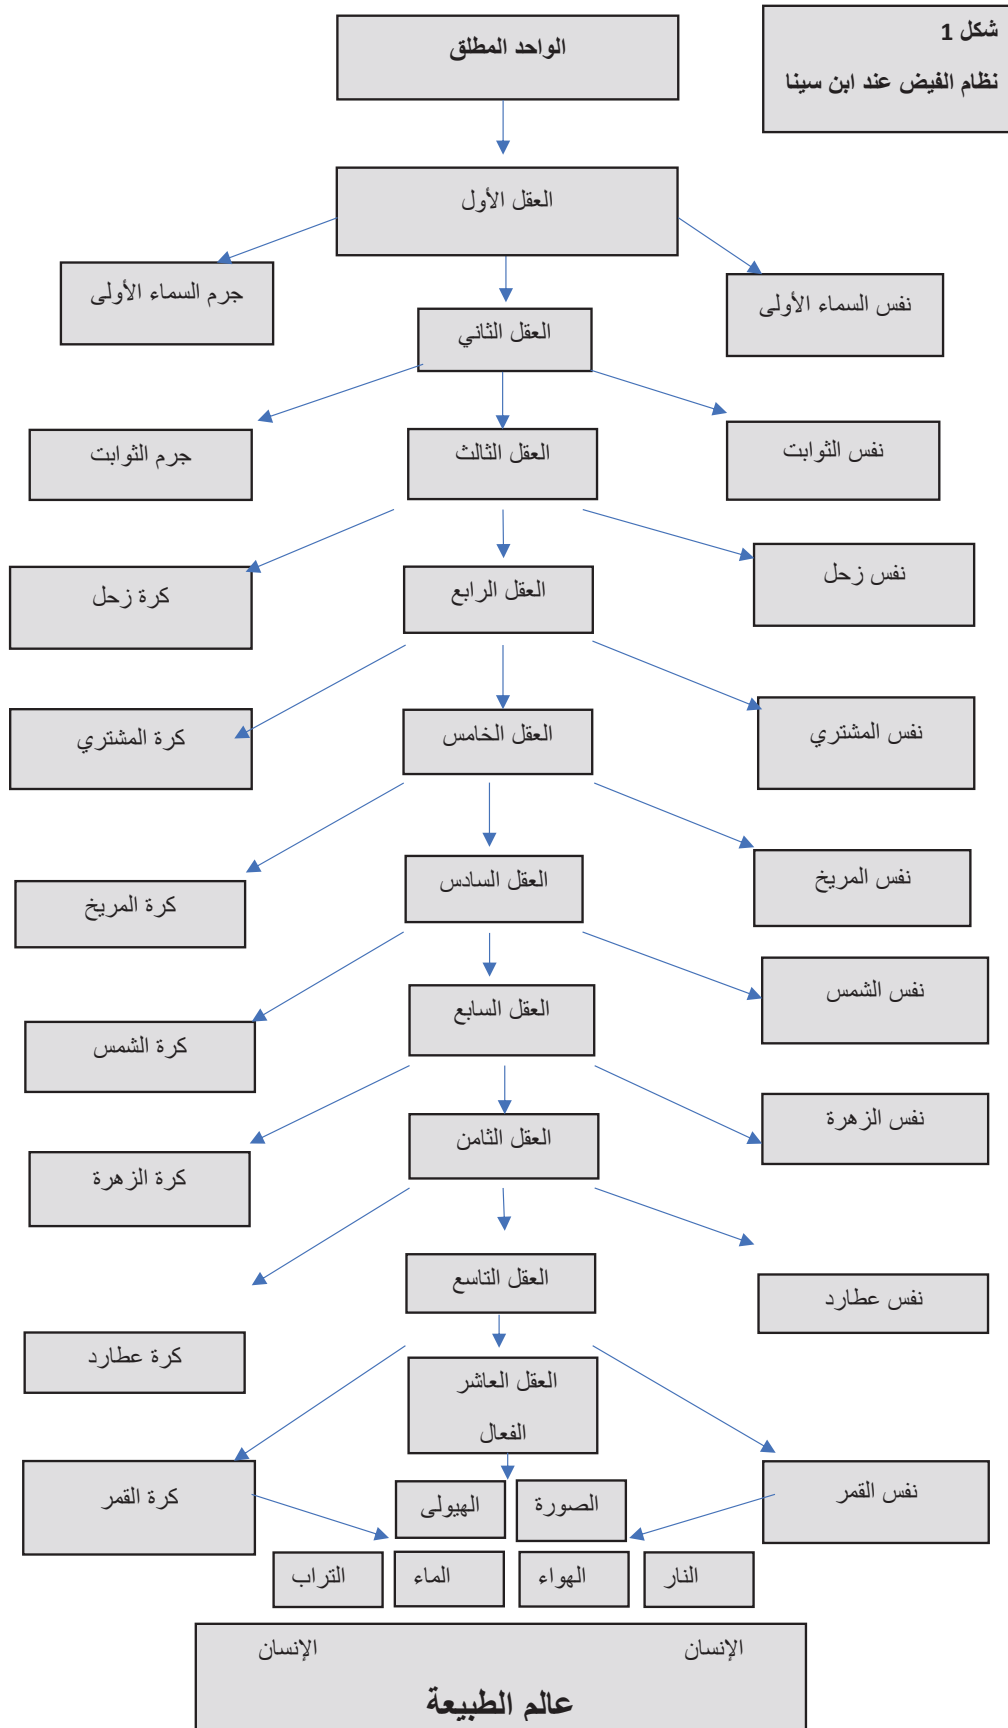 شكل 1
نظام الفيض عند ابن سينا
الواحد المطلق
العقل الأول
نفس السماء الأولى
جرم السماء الأولى
العقل الثاني
نفس الثوابت
العقل الثالث
جرم الثوابت
نفس زحل
العقل الرابع
كرة زحل
نفس المشتري
العقل الخامس
كرة المشتري
نفس المريخ
العقل السادس
كرة المريخ
نفس الشمس
العقل السابع
كرة الشمس
نفس الزهرة
العقل الثامن
كرة الزهرة
نفس عطارد
العقل التاسع
كرة عطارد
العقل العاشر
الفعال
نفس القمر
كرة القمر
الصورة
الهيولى
النار
الهواء
الماء
التراب
الإنسان
الإنسان
عالم الطبيعة